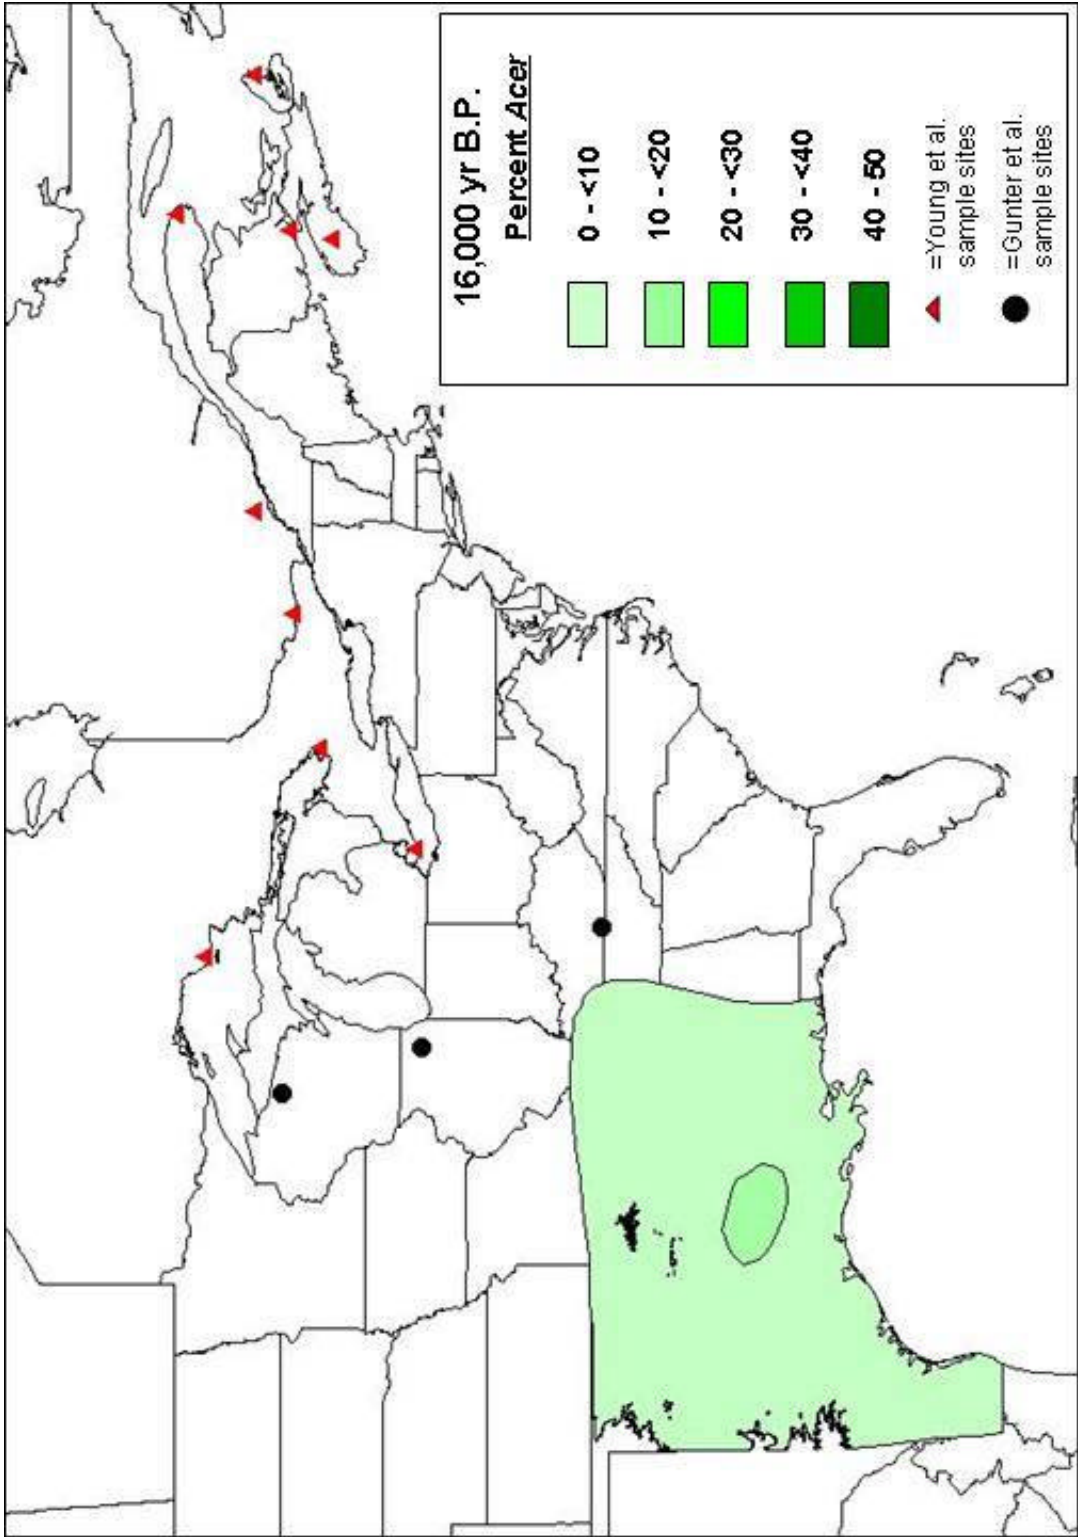 16,000 yr B.P.
Percent Acer
0 - <10
10 - <20
20 - <30
30 - <40
40 - 50
=Young et al.
sample sites
=Gunter et al.
sample sites